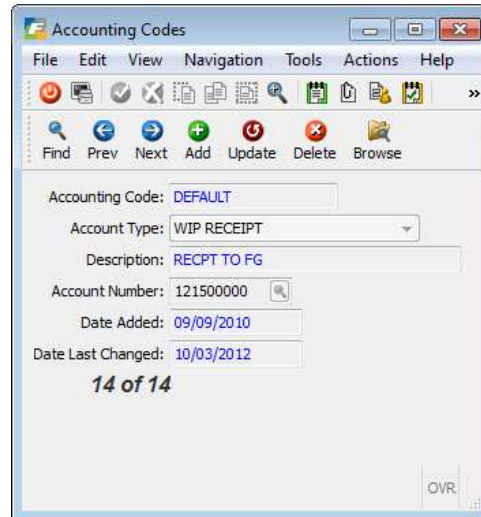 Accounting Codes
File Edit View Navigation Tools Actions Help
»
Find Prev Next Add Update Delete Browse
Accounting Code: DEFAULT
Account Type: WIP RECEIPT
Description: RECPT TO FG
Account Number: 121500000
Date Added: 09/09/2010
Date Last Changed: 10/03/2012
14 of 14
OVR